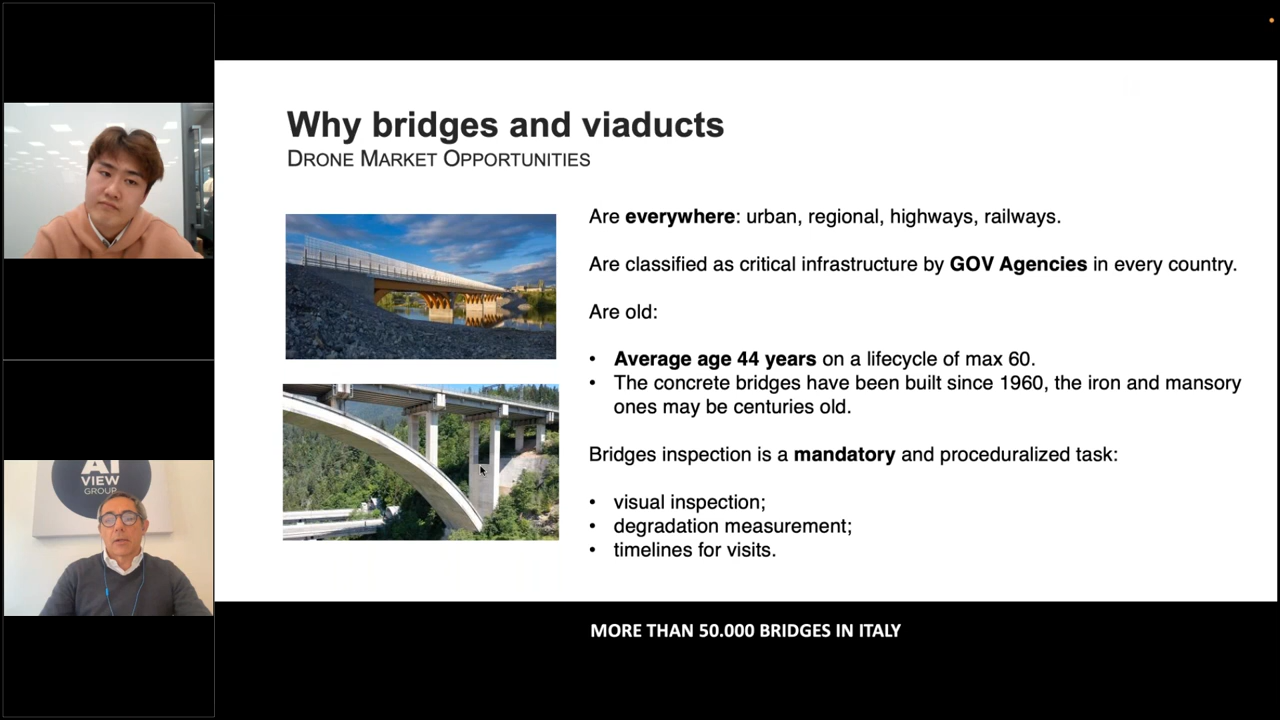 Why bridges and viaducts
DRONE MARKET OPPORTUNITIES
Are everywhere: urban, regional, highways, railways.
Are classified as critical infrastructure by GOV Agencies in every country.
Are old:
• Average age 44 years on a lifecycle of max 60.
• The concrete bridges have been built since 1960, the iron and mansory
ones may be centuries old.
Bridges inspection is a mandatory and proceduralized task:
• visual inspection;
• degradation measurement;
• timelines for visits.
MORE THAN 50.000 BRIDGES IN ITALY
AI
VIEW
GROUP